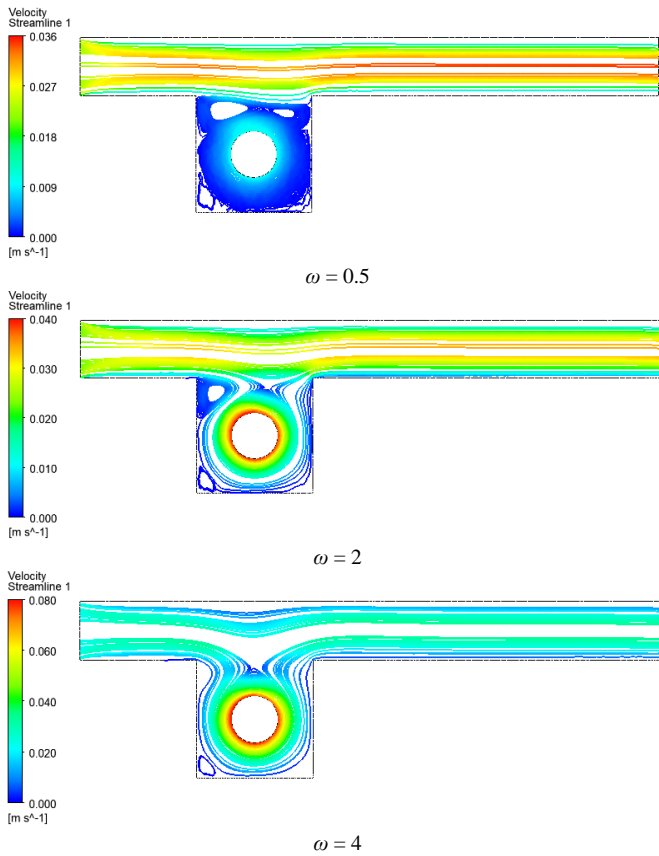 Velocity
Streamline 1
0.036
0.027
0.018
0.009
0.000
[m s^-1]
ω = 0.5
Velocity
Streamline 1
0.040
0.030
0.020
0.010
0.000
[m s^-1]
ω = 2
Velocity
Streamline 1
0.080
0.060
0.040
0.020
0.000
[m s^-1]
ω = 4